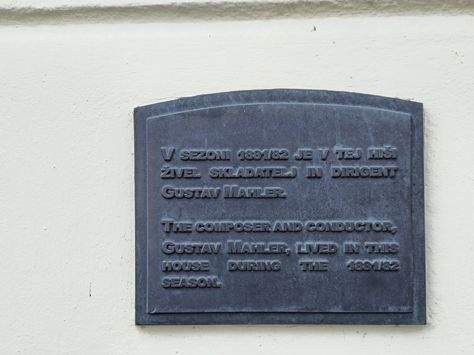 V SEZONI 1881/82 JE V TEJ HIŠI
ŽIVEL SKLADATELJ IN DIRIGENT
GUSTAV MAHLER.
THE COMPOSER AND CONDUCTOR,
GUSTAV MAHLER, LIVED IN THIS
HOUSE DURING THE 1881/82
SEASON.